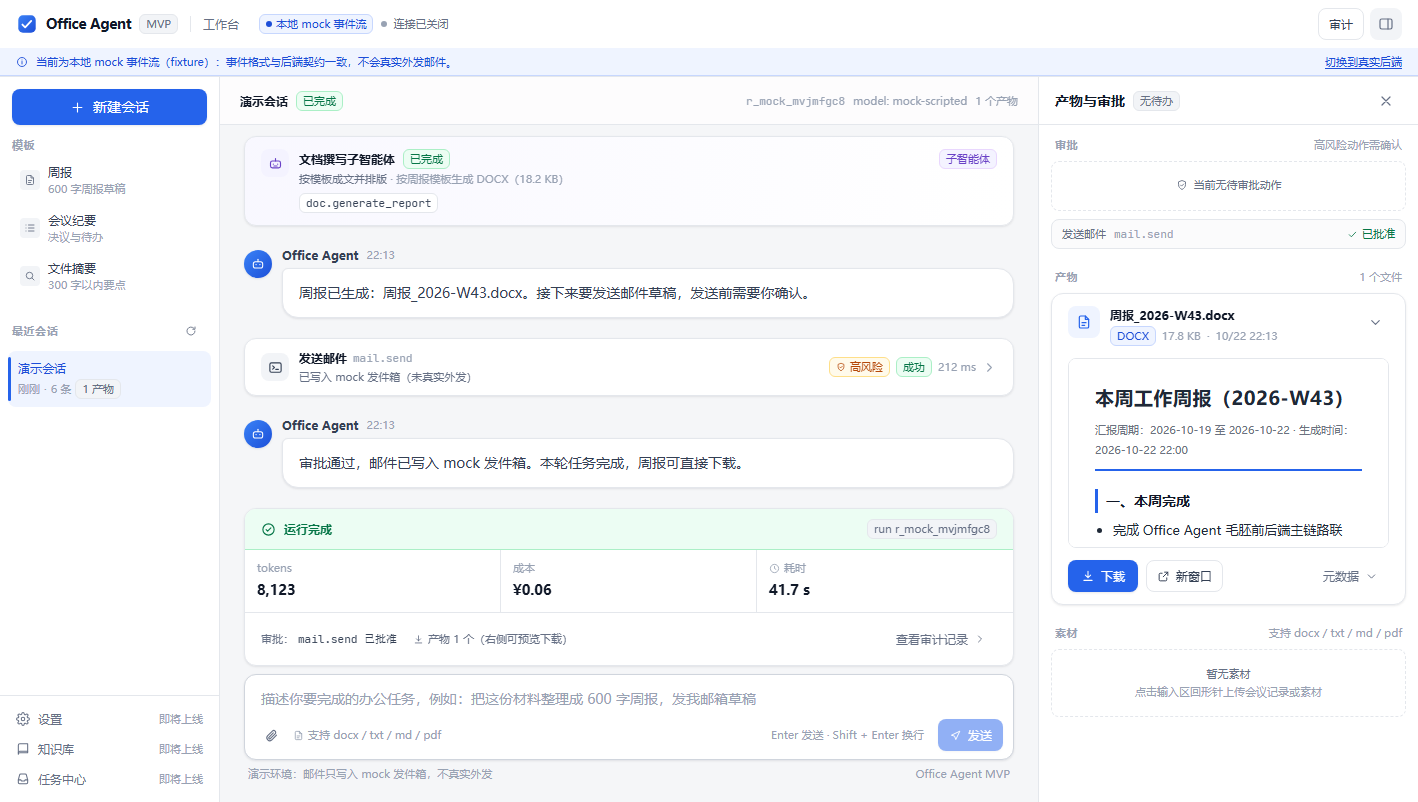 Office Agent MVP 工作台 本地 mock 事件流 连接已关闭 审计
当前为本地 mock 事件流（fixture）：事件格式与后端契约一致，不会真实外发邮件。 切换到真实后端
新建会话
模板
周报
600 字周报草稿
会议纪要
决议与待办
文件摘要
300 字以内要点
最近会话
演示会话
刚刚 · 6 条 1 产物
设置 即将上线
知识库 即将上线
任务中心 即将上线
演示会话 已完成 r_mock_mvjmfgc8 model: mock-scripted 1 个产物
文档撰写子智能体 已完成 子智能体
按模板成文并排版 · 按周报模板生成 DOCX（18.2 KB）
doc.generate_report
Office Agent 22:13
周报已生成：周报_2026-W43.docx。接下来要发送邮件草稿，发送前需要你确认。
发送邮件 mail.send
已写入 mock 发件箱（未真实外发）
高风险 成功 212 ms
Office Agent 22:13
审批通过，邮件已写入 mock 发件箱。本轮任务完成，周报可直接下载。
运行完成 run r_mock_mvjmfgc8
tokens 成本 耗时
8,123 ¥0.06 41.7 s
审批： mail.send 已批准 产物 1 个（右侧可预览下载） 查看审计记录
描述你要完成的办公任务，例如：把这份材料整理成 600 字周报，发我邮箱草稿
支持 docx / txt / md / pdf Enter 发送 · Shift + Enter 换行 发送
演示环境：邮件只写入 mock 发件箱，不真实外发 Office Agent MVP
产物与审批 无待办
审批 高风险动作需确认
当前无待审批动作
发送邮件 mail.send 已批准
产物 1 个文件
周报_2026-W43.docx
DOCX 17.8 KB · 10/22 22:13
本周工作周报（2026-W43）
汇报周期：2026-10-19 至 2026-10-22 · 生成时间：
2026-10-22 22:00
一、本周完成
完成 Office Agent 毛胚前后端主链路联
下载 新窗口 元数据
素材 支持 docx / txt / md / pdf
暂无素材
点击输入区回形针上传会议记录或素材